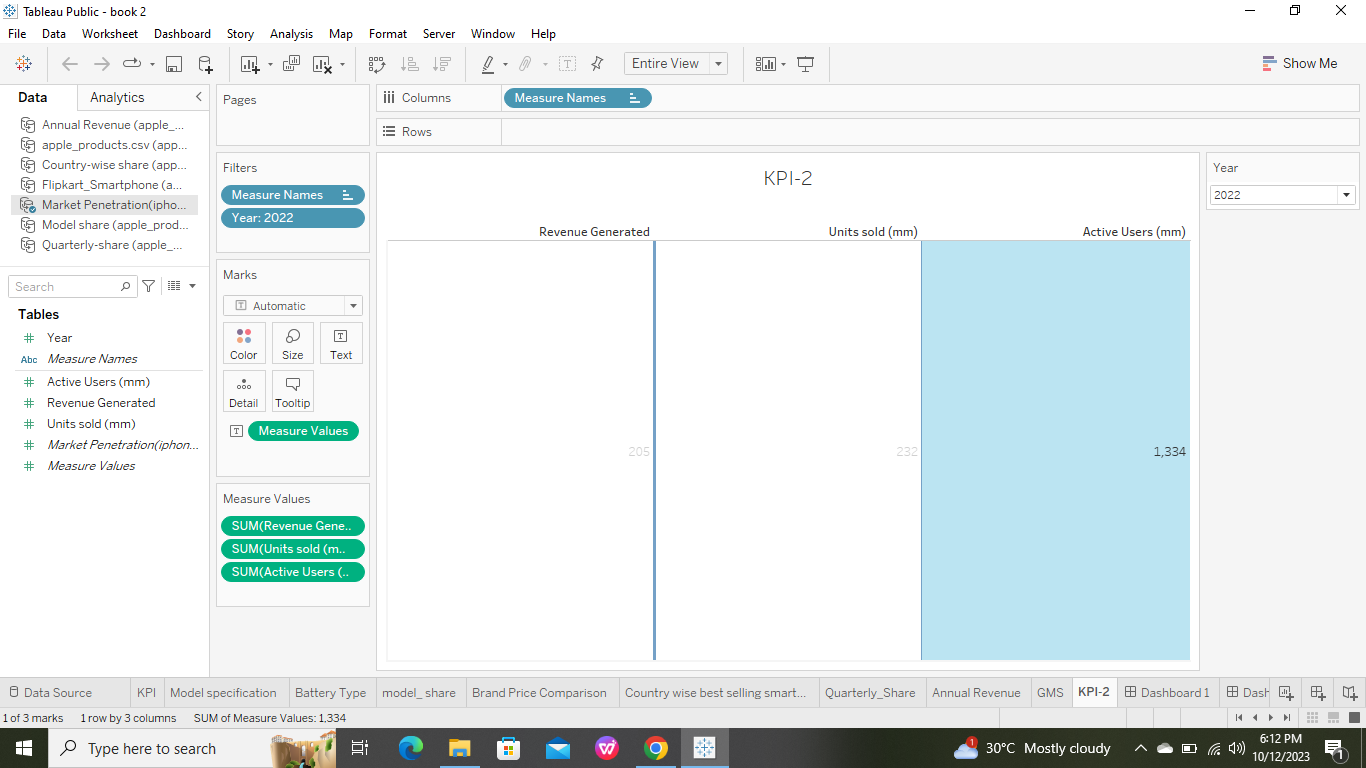 Tableau Public - book 2
File Data Worksheet Dashboard Story Analysis Map Format Server Window Help
Entire View
Show Me
Data Analytics
Annual Revenue (apple_...
apple_products.csv (app...
Country-wise share (app...
Flipkart_Smartphone (a...
Market Penetration(ipho...
Model share (apple_prod...
Quarterly-share (apple_...
Search
Tables
Year
Abc Measure Names
Active Users (mm)
Revenue Generated
Units sold (mm)
Market Penetration(iphon...
Measure Values
Pages
Filters
Measure Names
Year: 2022
Marks
Automatic
Color Size Text
Detail Tooltip
Measure Values
Measure Values
SUM(Revenue Gene..
SUM(Units sold (m..
SUM(Active Users (..
Columns Measure Names
Rows
KPI-2
Revenue Generated Units sold (mm) Active Users (mm)
205 232 1,334
Year
2022
Data Source KPI Model specification Battery Type model_ share Brand Price Comparison Country wise best selling smart... Quarterly_Share Annual Revenue GMS KPI-2 Dashboard 1 Dash
1 of 3 marks 1 row by 3 columns SUM of Measure Values: 1,334
Type here to search
1
30°C Mostly cloudy
6:12 PM
10/12/2023
1